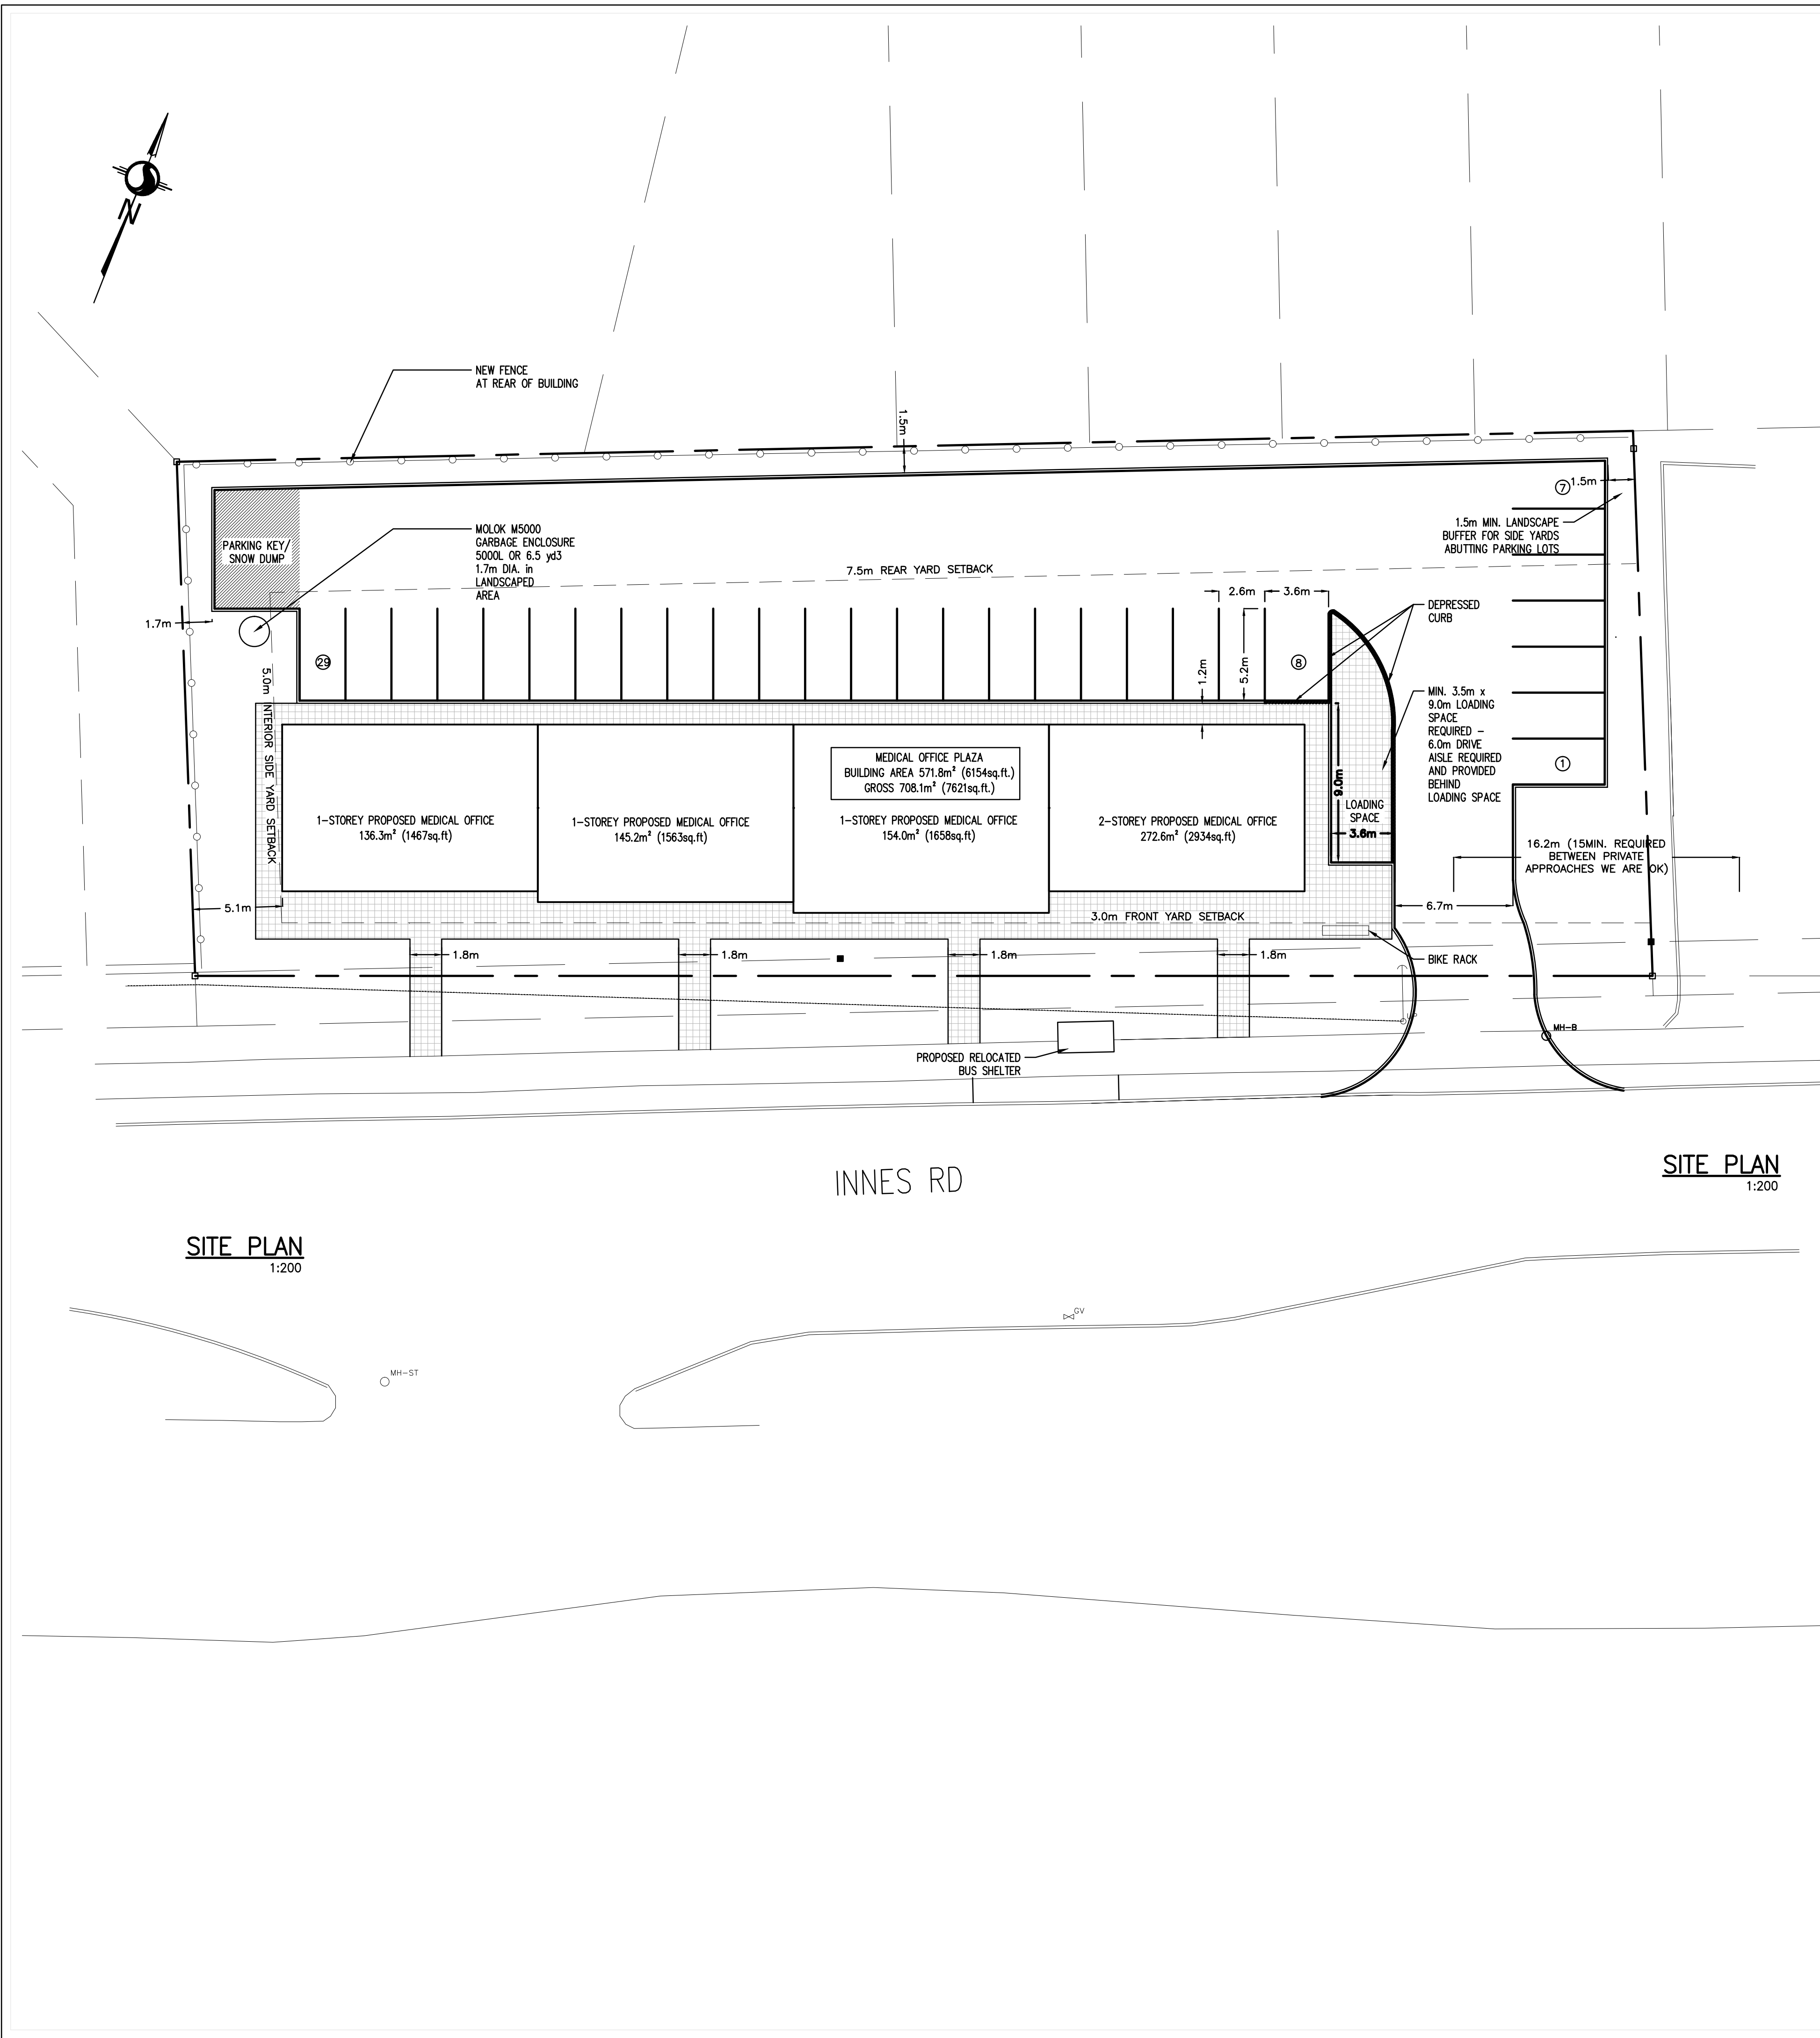 N
NEW FENCE
AT REAR OF BUILDING
1.5m
7
1.5m
1.5m MIN. LANDSCAPE
BUFFER FOR SIDE YARDS
ABUTTING PARKING LOTS
PARKING KEY/
SNOW DUMP
MOLOK M5000
GARBAGE ENCLOSURE
5000L OR 6.5 yd3
1.7m DIA. in
LANDSCAPED
AREA
7.5m REAR YARD SETBACK
2.6m
3.6m
DEPRESSED
CURB
1.7m
29
5.0m INTERIOR SIDE YARD SETBACK
1.2m
5.2m
8
MIN. 3.5m x
9.0m LOADING
SPACE
REQUIRED –
6.0m DRIVE
AISLE REQUIRED
AND PROVIDED
BEHIND
LOADING SPACE
1
MEDICAL OFFICE PLAZA
BUILDING AREA 571.8m² (6154sq.ft.)
GROSS 708.1m² (7621sq.ft.)
9.0m
LOADING
SPACE
3.6m
1-STOREY PROPOSED MEDICAL OFFICE
136.3m² (1467sq.ft)
1-STOREY PROPOSED MEDICAL OFFICE
145.2m² (1563sq.ft)
1-STOREY PROPOSED MEDICAL OFFICE
154.0m² (1658sq.ft)
2-STOREY PROPOSED MEDICAL OFFICE
272.6m² (2934sq.ft)
16.2m (15MIN. REQUIRED
BETWEEN PRIVATE
APPROACHES WE ARE OK)
5.1m
6.7m
3.0m FRONT YARD SETBACK
1.8m
1.8m
1.8m
1.8m
BIKE RACK
MH-B
PROPOSED RELOCATED
BUS SHELTER
INNES RD
SITE PLAN
1:200
SITE PLAN
1:200
GV
MH-ST